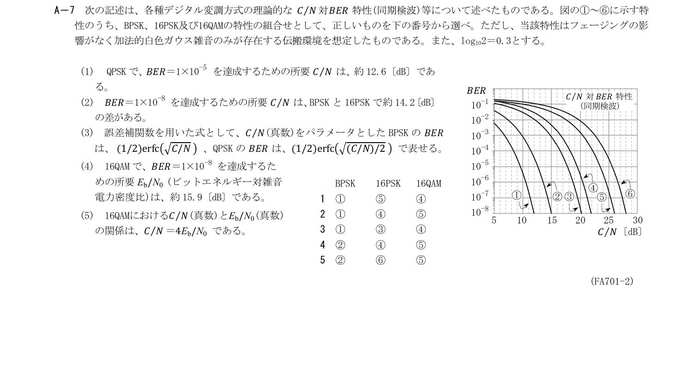 A－7 次の記述は、各種デジタル変調方式の理論的な C/N 対 BER 特性(同期検波)等について述べたものである。図の①～⑥に示す特
性のうち、BPSK、16PSK及び16QAMの特性の組合せとして、正しいものを下の番号から選べ。ただし、当該特性はフェージングの影
響がなく加法的白色ガウス雑音のみが存在する伝搬環境を想定したものである。また、log₁₀2＝0.3とする。
(1) QPSK で、BER＝1×10⁻⁵ を達成するための所要 C/N は、約 12.6〔dB〕であ
る。
(2) BER＝1×10⁻⁸ を達成するための所要 C/N は、BPSK と 16PSK で約 14.2〔dB〕
の差がある。
(3) 誤差補関数を用いた式として、C/N(真数)をパラメータとした BPSK の BER
は、(1/2)erfc(√C/N) 、QPSK の BER は、(1/2)erfc(√(C/N)/2) で表せる。
(4) 16QAM で、BER＝1×10⁻⁸ を達成するた
めの所要 Eb/N₀ (ビットエネルギー対雑音
電力密度比)は、約 15.9〔dB〕である。
(5) 16QAMにおけるC/N(真数)とEb/N₀(真数)
の関係は、C/N＝4Eb/N₀ である。
BPSK 16PSK 16QAM
1 ① ⑤ ④
2 ① ④ ⑤
3 ① ③ ④
4 ② ④ ⑤
5 ② ⑥ ⑤
BER
C/N 対 BER 特性
(同期検波)
10⁻¹
10⁻²
10⁻³
10⁻⁴
10⁻⁵
10⁻⁶
10⁻⁷
10⁻⁸
① ② ③ ④ ⑤ ⑥
5 10 15 20 25 30
C/N〔dB〕
(FA701-2)